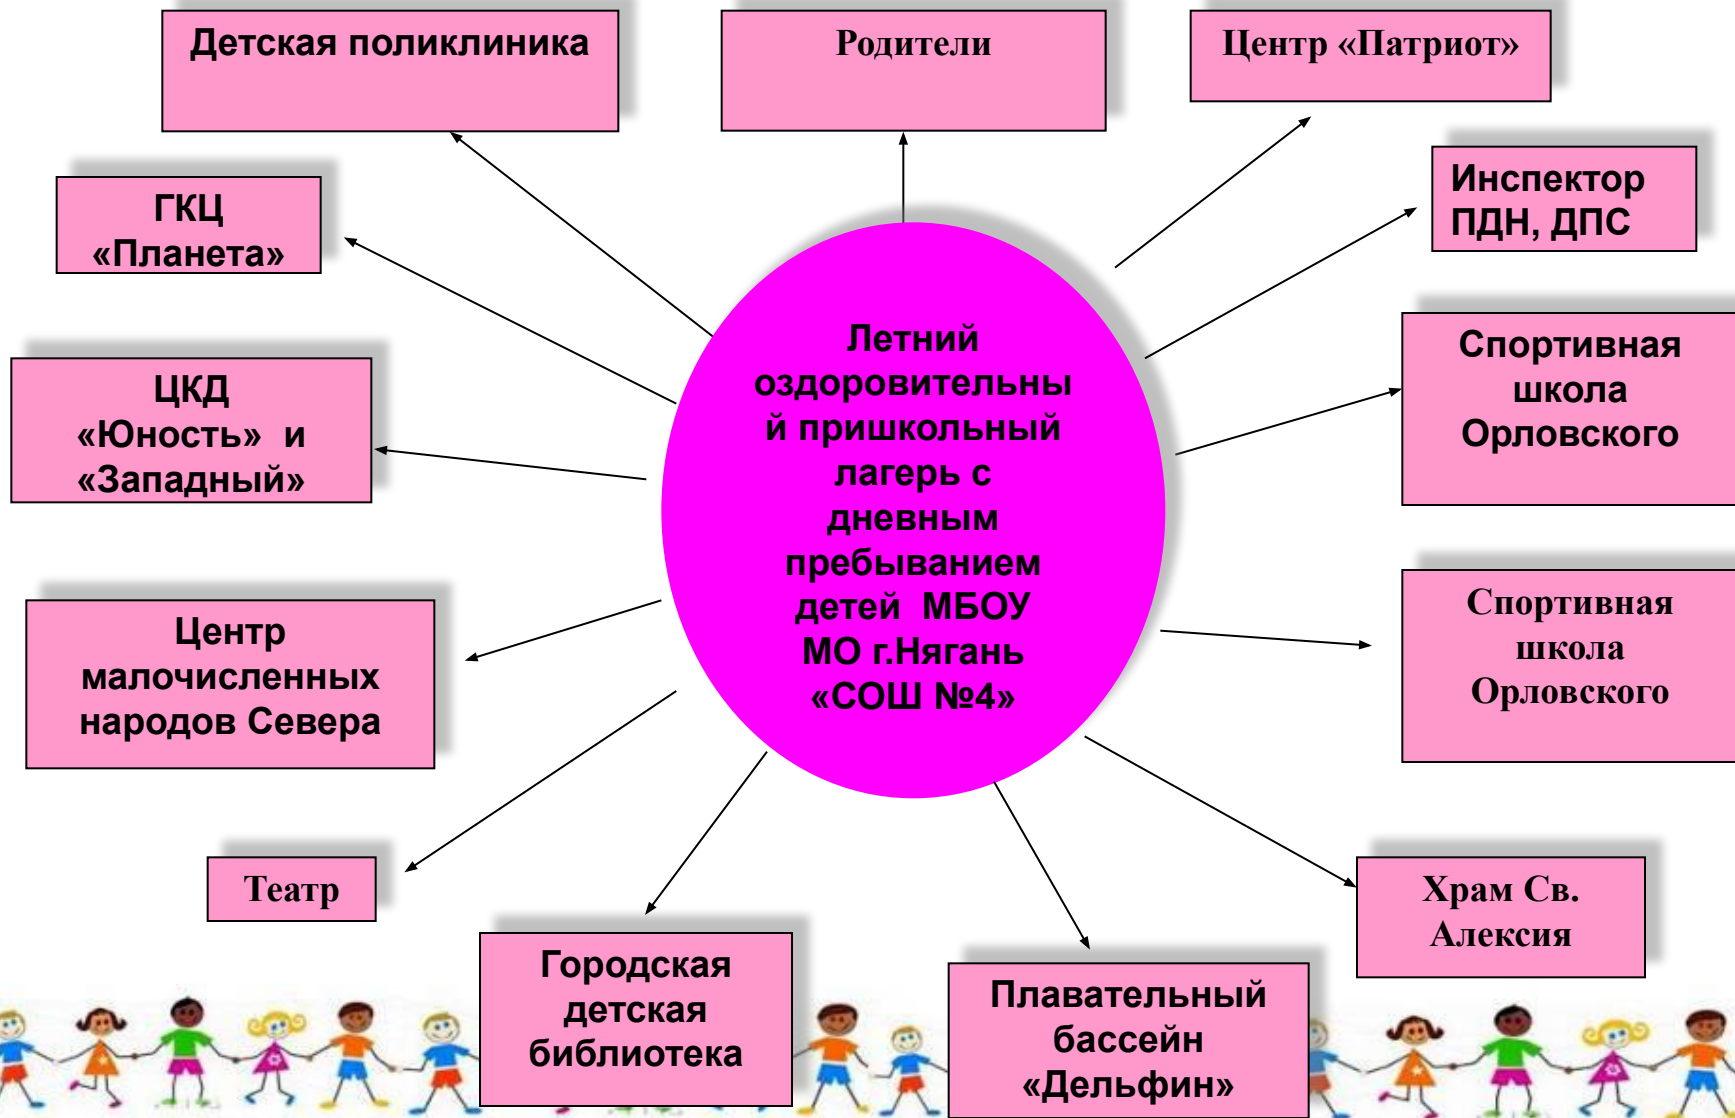 Детская поликлиника
Родители
Центр «Патриот»
ГКЦ
«Планета»
Инспектор
ПДН, ДПС
ЦКД
«Юность» и
«Западный»
Летний
оздоровительны
й пришкольный
лагерь с
дневным
пребыванием
детей МБОУ
МО г.Нягань
«СОШ №4»
Спортивная
школа
Орловского
Центр
малочисленных
народов Севера
Спортивная
школа
Орловского
Театр
Городская
детская
библиотека
Плавательный
бассейн
«Дельфин»
Храм Св.
Алексия